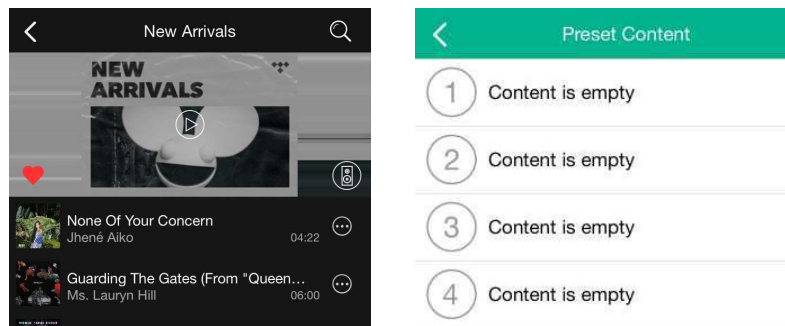 New Arrivals
NEW
ARRIVALS
None Of Your Concern
Jhené Aiko
04:22
Guarding The Gates (From "Queen...
Ms. Lauryn Hill
06:00
Preset Content
1 Content is empty
2 Content is empty
3 Content is empty
4 Content is empty